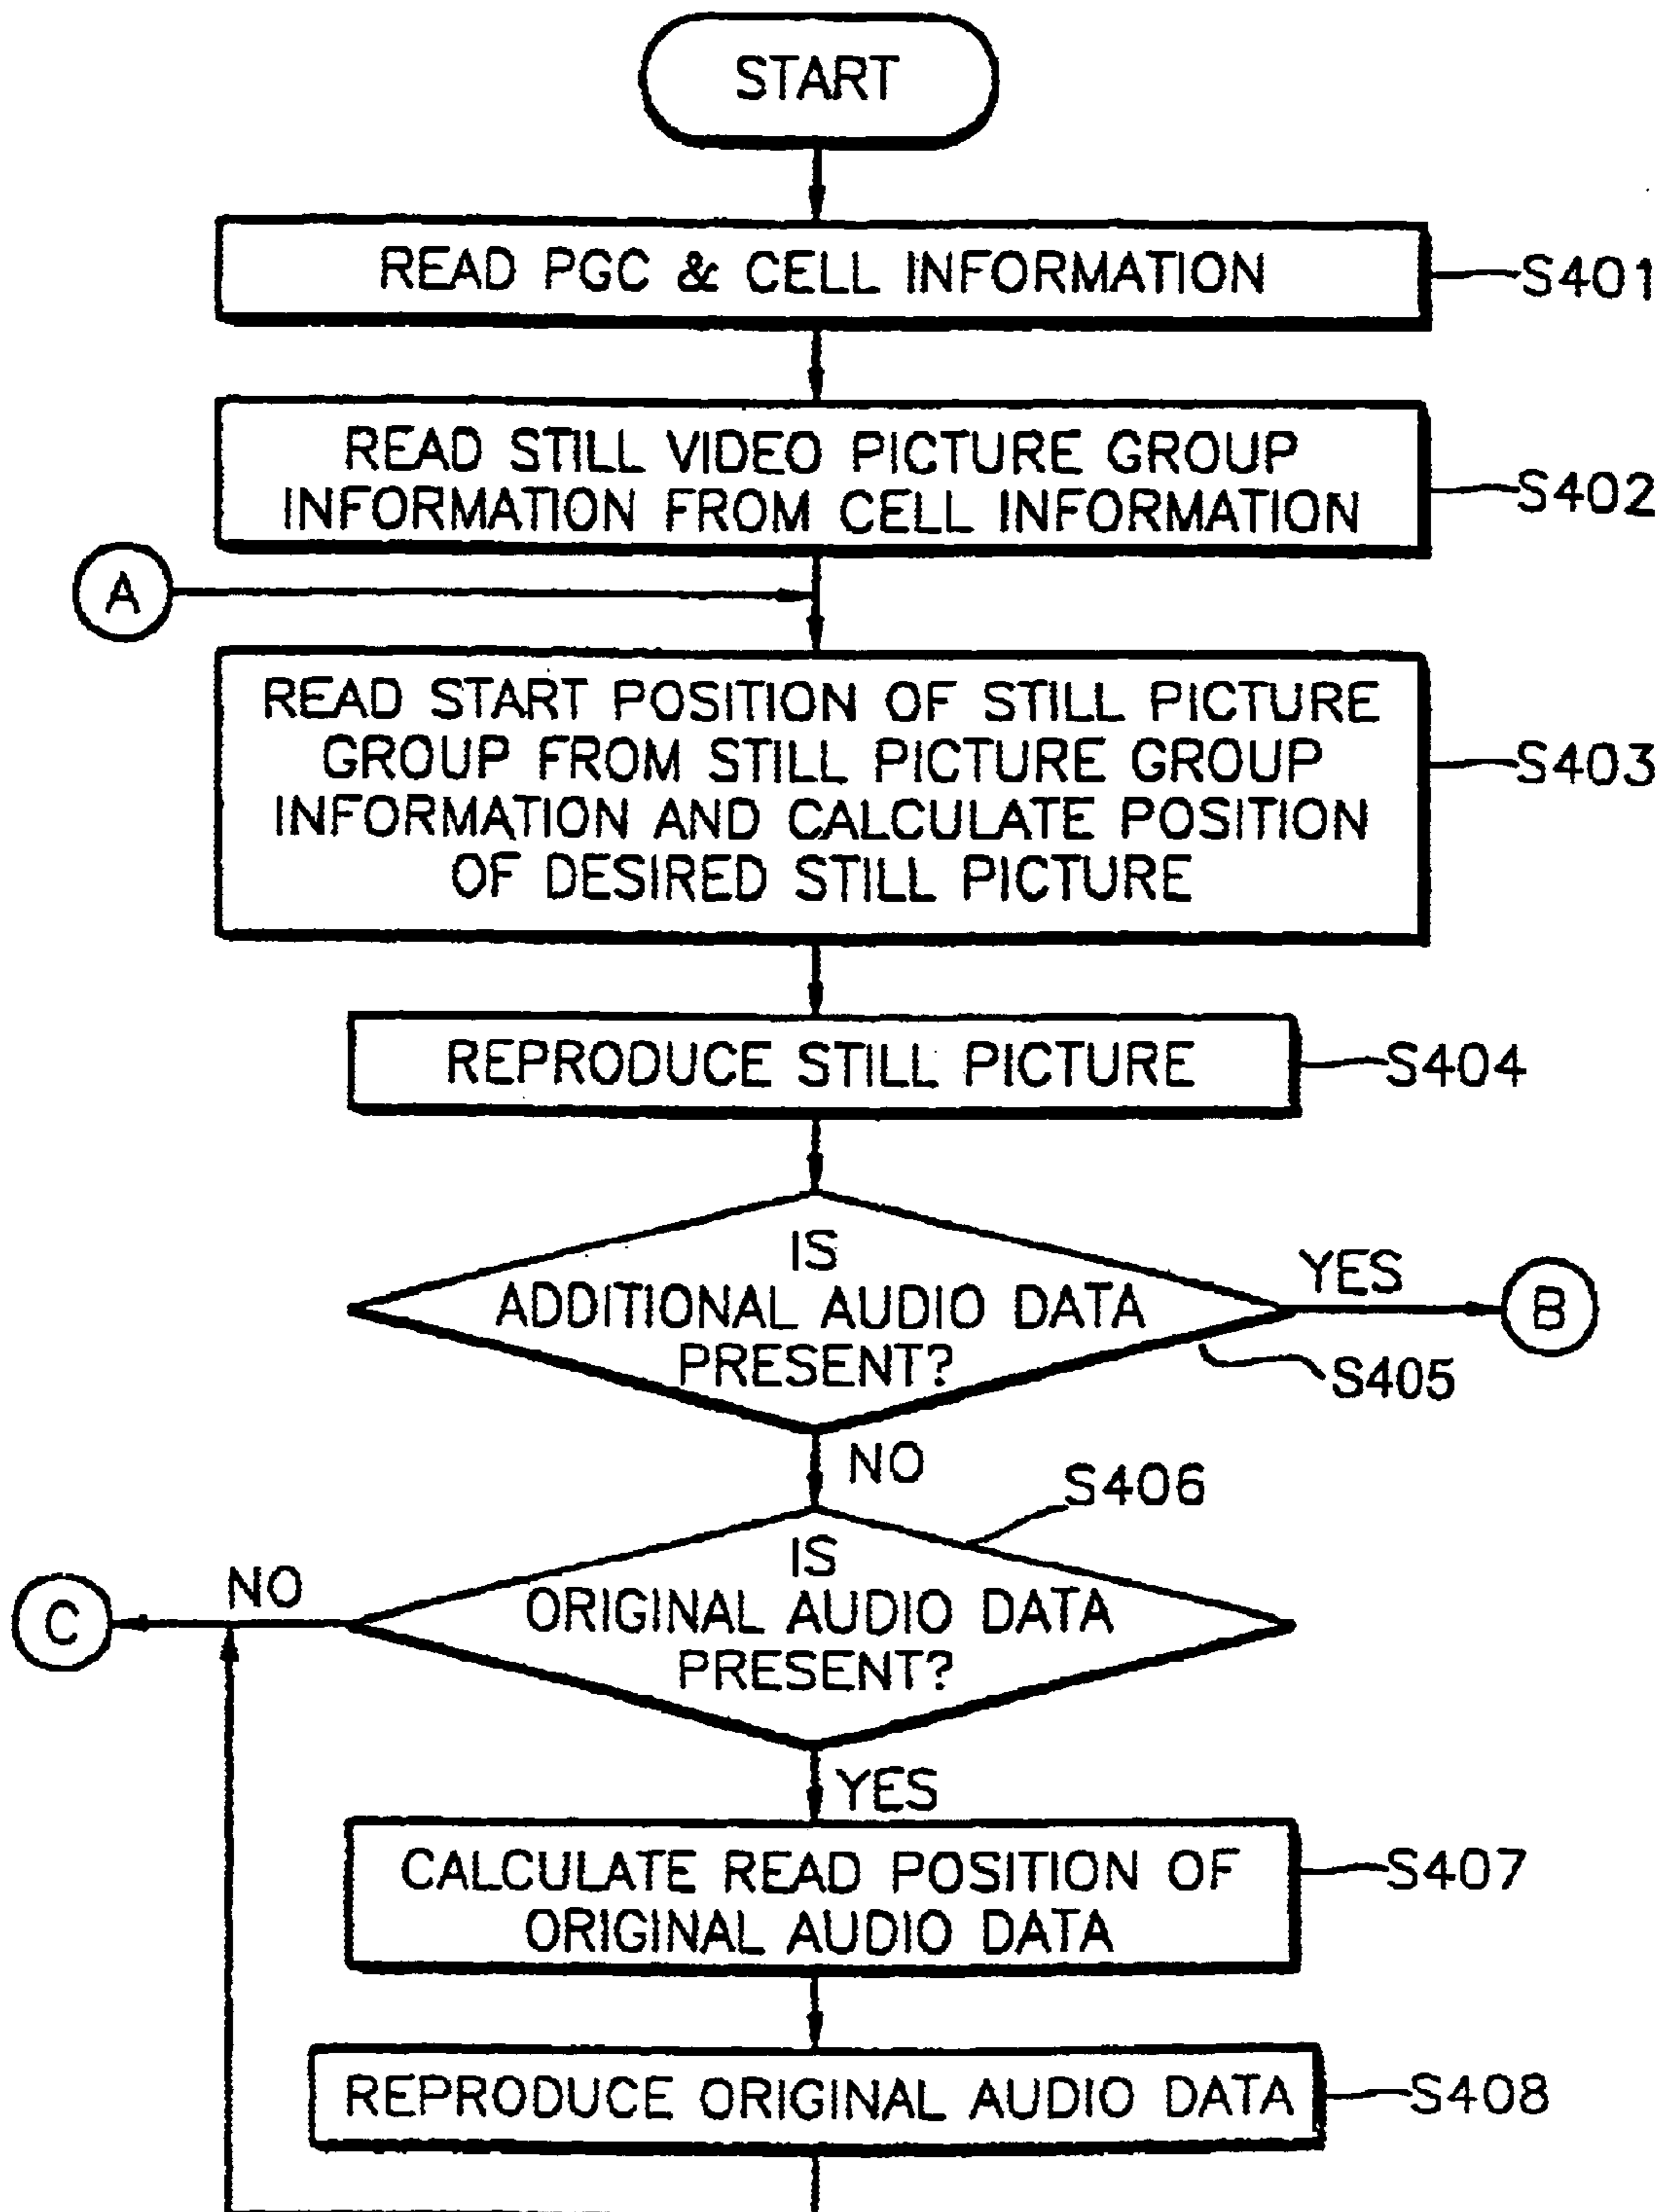 START
READ PGC & CELL INFORMATION
S401
READ STILL VIDEO PICTURE GROUP
INFORMATION FROM CELL INFORMATION
S402
A
READ START POSITION OF STILL PICTURE
GROUP FROM STILL PICTURE GROUP
INFORMATION AND CALCULATE POSITION
OF DESIRED STILL PICTURE
S403
REPRODUCE STILL PICTURE
S404
IS
ADDITIONAL AUDIO DATA
PRESENT?
YES
B
S405
NO
S406
IS
ORIGINAL AUDIO DATA
PRESENT?
NO
C
YES
CALCULATE READ POSITION OF
ORIGINAL AUDIO DATA
S407
REPRODUCE ORIGINAL AUDIO DATA
S408